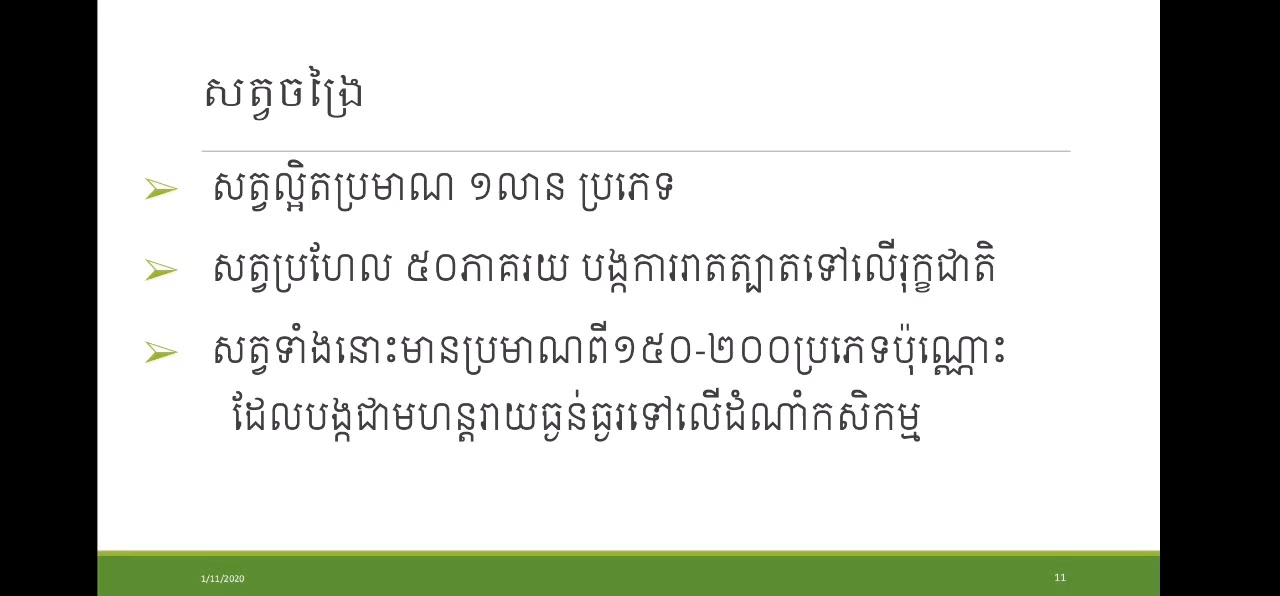 សត្វចង្រៃ
➢ សត្វល្អិតប្រមាណ ១លាន ប្រភេទ
➢ សត្វប្រហែល ៥០ភាគរយ បង្កការរាតត្បាតទៅលើរុក្ខជាតិ
➢ សត្វទាំងនោះមានប្រមាណពី១៥០-២០០ប្រភេទប៉ុណ្ណោះ
ដែលបង្កជាមហន្តរាយធ្ងន់ធ្ងរទៅលើដំណាំកសិកម្ម
1/11/2020
11